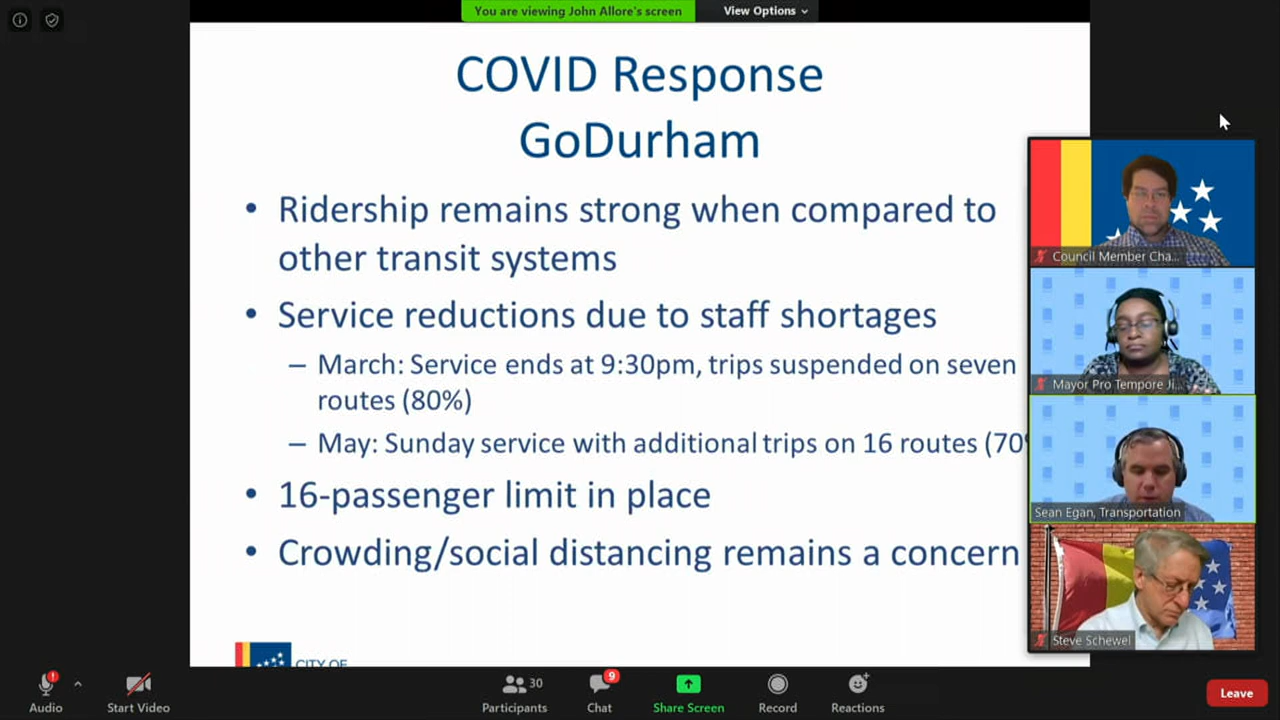 You are viewing John Allore's screen
View Options
COVID Response
GoDurham
• Ridership remains strong when compared to
other transit systems
• Service reductions due to staff shortages
– March: Service ends at 9:30pm, trips suspended on seven
routes (80%)
– May: Sunday service with additional trips on 16 routes (70
• 16-passenger limit in place
• Crowding/social distancing remains a concern
CITY OF
Council Member Cha...
Mayor Pro Tempore Ji...
Sean Egan, Transportation
Steve Schewel
Audio
Start Video
30
Participants
9
Chat
Share Screen
Record
Reactions
Leave